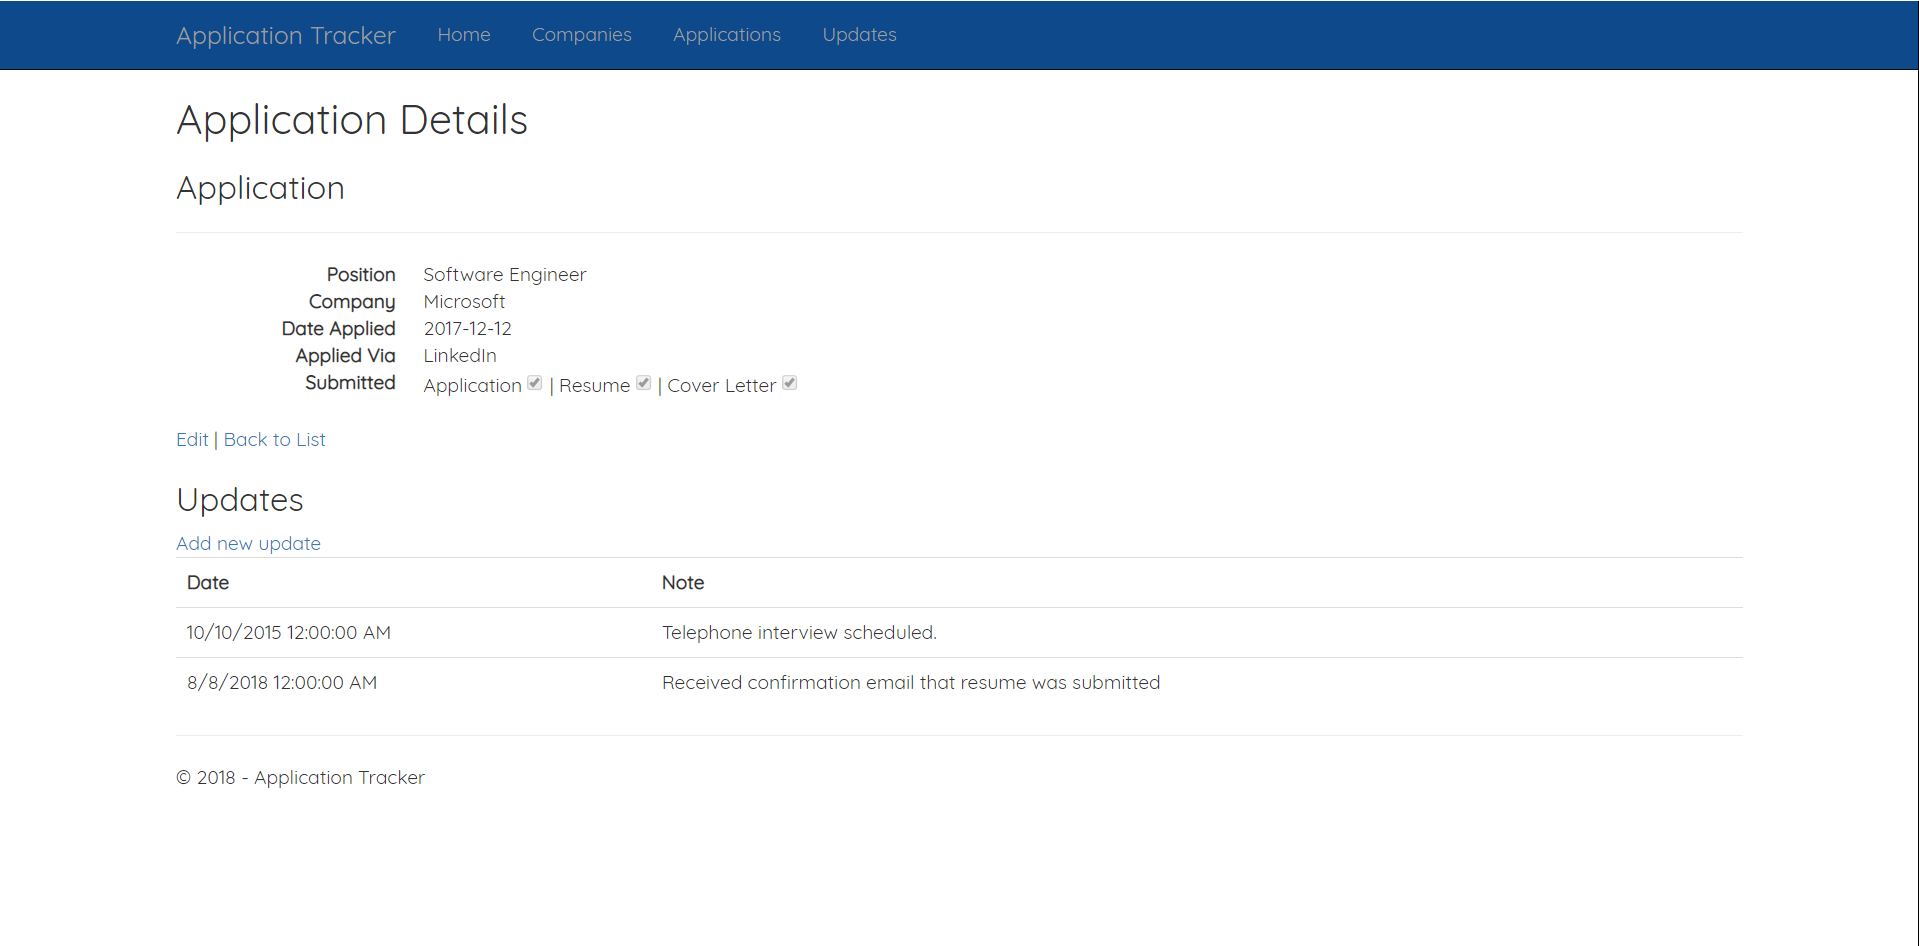 Application Tracker Home Companies Applications Updates
Application Details
Application
Position Software Engineer
Company Microsoft
Date Applied 2017-12-12
Applied Via LinkedIn
Submitted Application | Resume | Cover Letter
Edit | Back to List
Updates
Add new update
Date Note
10/10/2015 12:00:00 AM Telephone interview scheduled.
8/8/2018 12:00:00 AM Received confirmation email that resume was submitted
© 2018 - Application Tracker